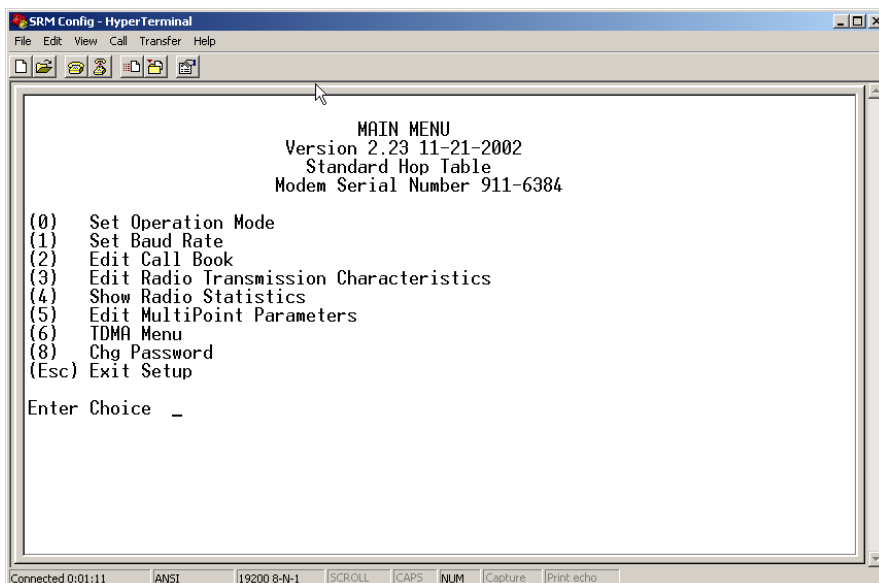 SRM Config - HyperTerminal
File Edit View Call Transfer Help
MAIN MENU
Version 2.23 11-21-2002
Standard Hop Table
Modem Serial Number 911-6384
(0) Set Operation Mode
(1) Set Baud Rate
(2) Edit Call Book
(3) Edit Radio Transmission Characteristics
(4) Show Radio Statistics
(5) Edit MultiPoint Parameters
(6) TDMA Menu
(8) Chg Password
(Esc) Exit Setup
Enter Choice _
Connected 0:01:11 ANSI 19200 8-N-1 SCROLL CAPS NUM Capture Print echo